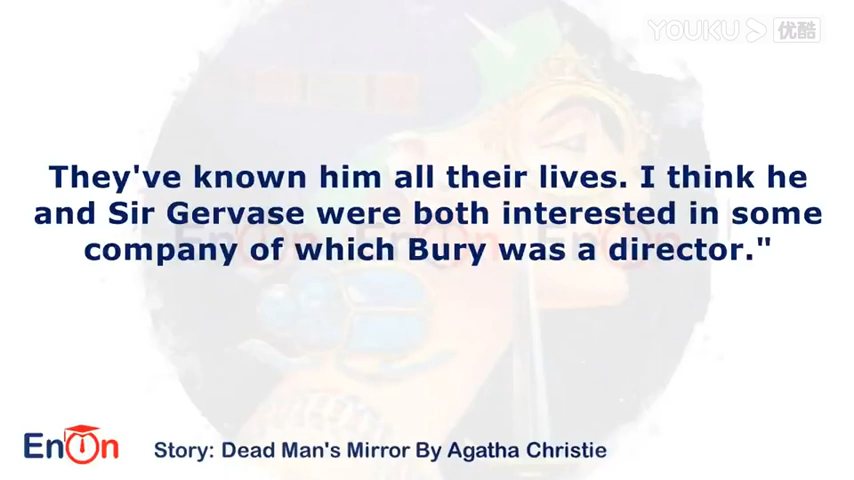 YOUKU 优酷
They've known him all their lives. I think he
and Sir Gervase were both interested in some
company of which Bury was a director."
EnOn
Story: Dead Man's Mirror By Agatha Christie